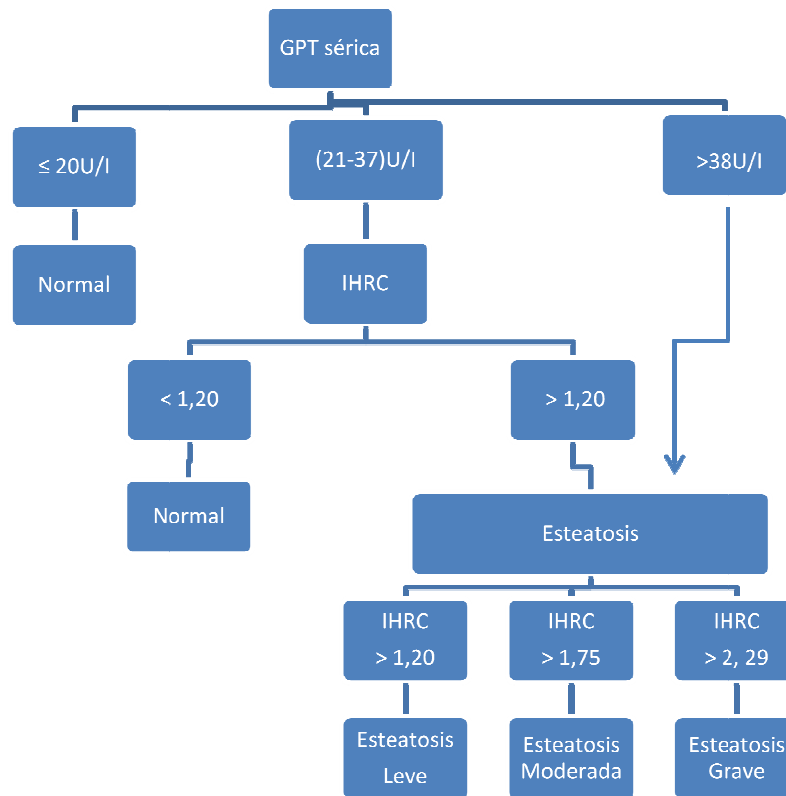 GPT sérica
≤ 20U/I
(21-37)U/I
>38U/I
Normal
IHRC
< 1,20
> 1,20
Normal
Esteatosis
IHRC
> 1,20
IHRC
> 1,75
IHRC
> 2, 29
Esteatosis
Leve
Esteatosis
Moderada
Esteatosis
Grave